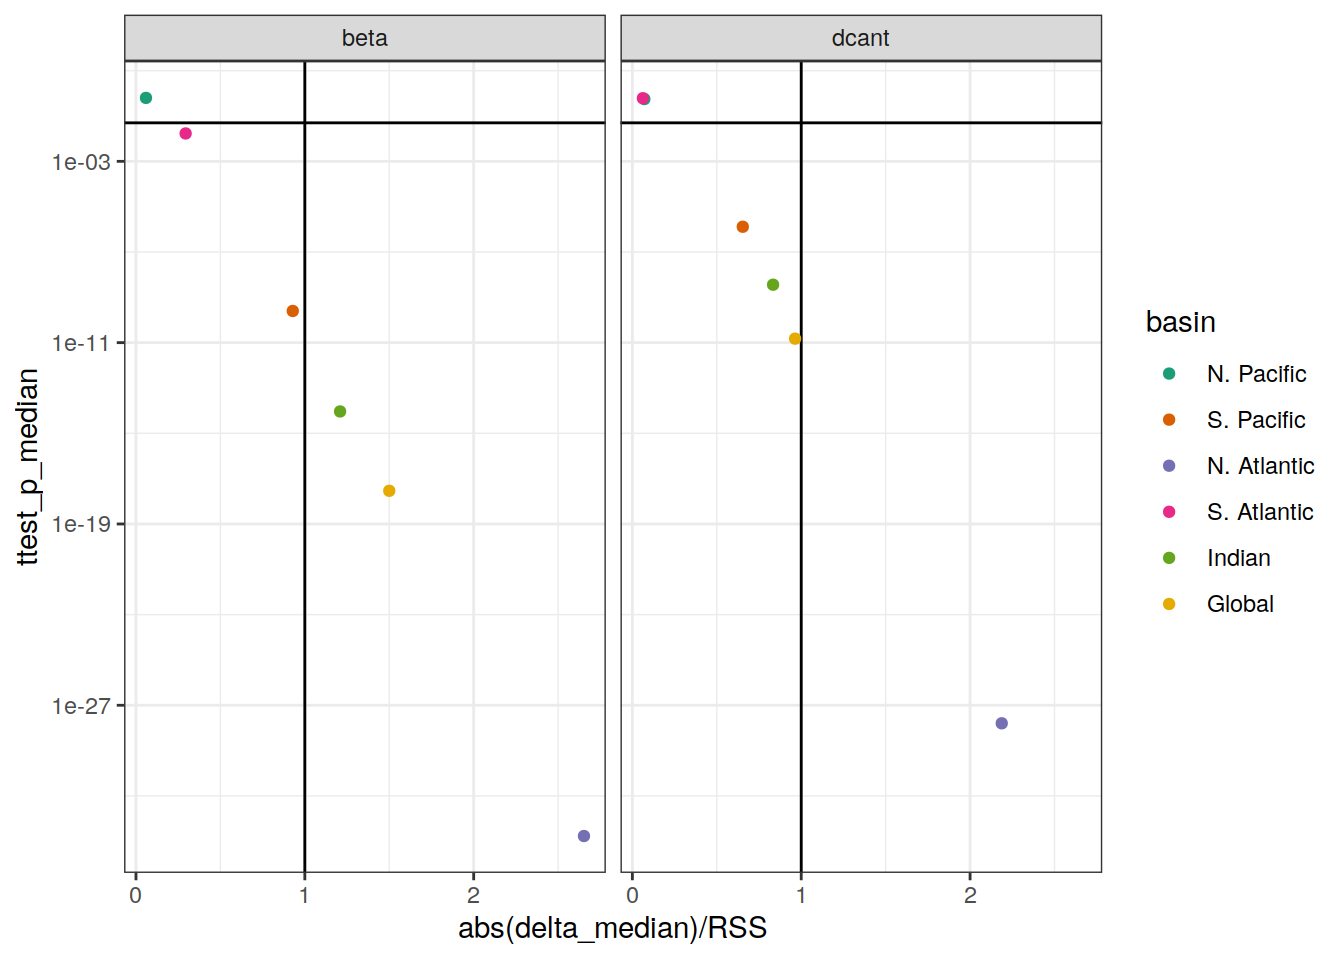 beta
dcant
1e-03
1e-11
1e-19
1e-27
ttest_p_median
0
1
2
0
1
2
abs(delta_median)/RSS
basin
N. Pacific
S. Pacific
N. Atlantic
S. Atlantic
Indian
Global